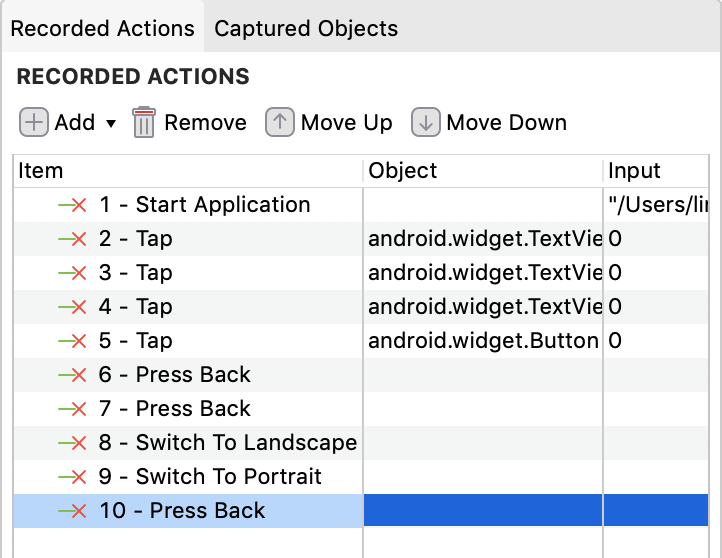 Recorded Actions Captured Objects
RECORDED ACTIONS
Add Remove Move Up Move Down
Item Object Input
1 - Start Application "/Users/
2 - Tap android.widget.TextVie 0
3 - Tap android.widget.TextVie 0
4 - Tap android.widget.TextVie 0
5 - Tap android.widget.Button 0
6 - Press Back
7 - Press Back
8 - Switch To Landscape
9 - Switch To Portrait
10 - Press Back